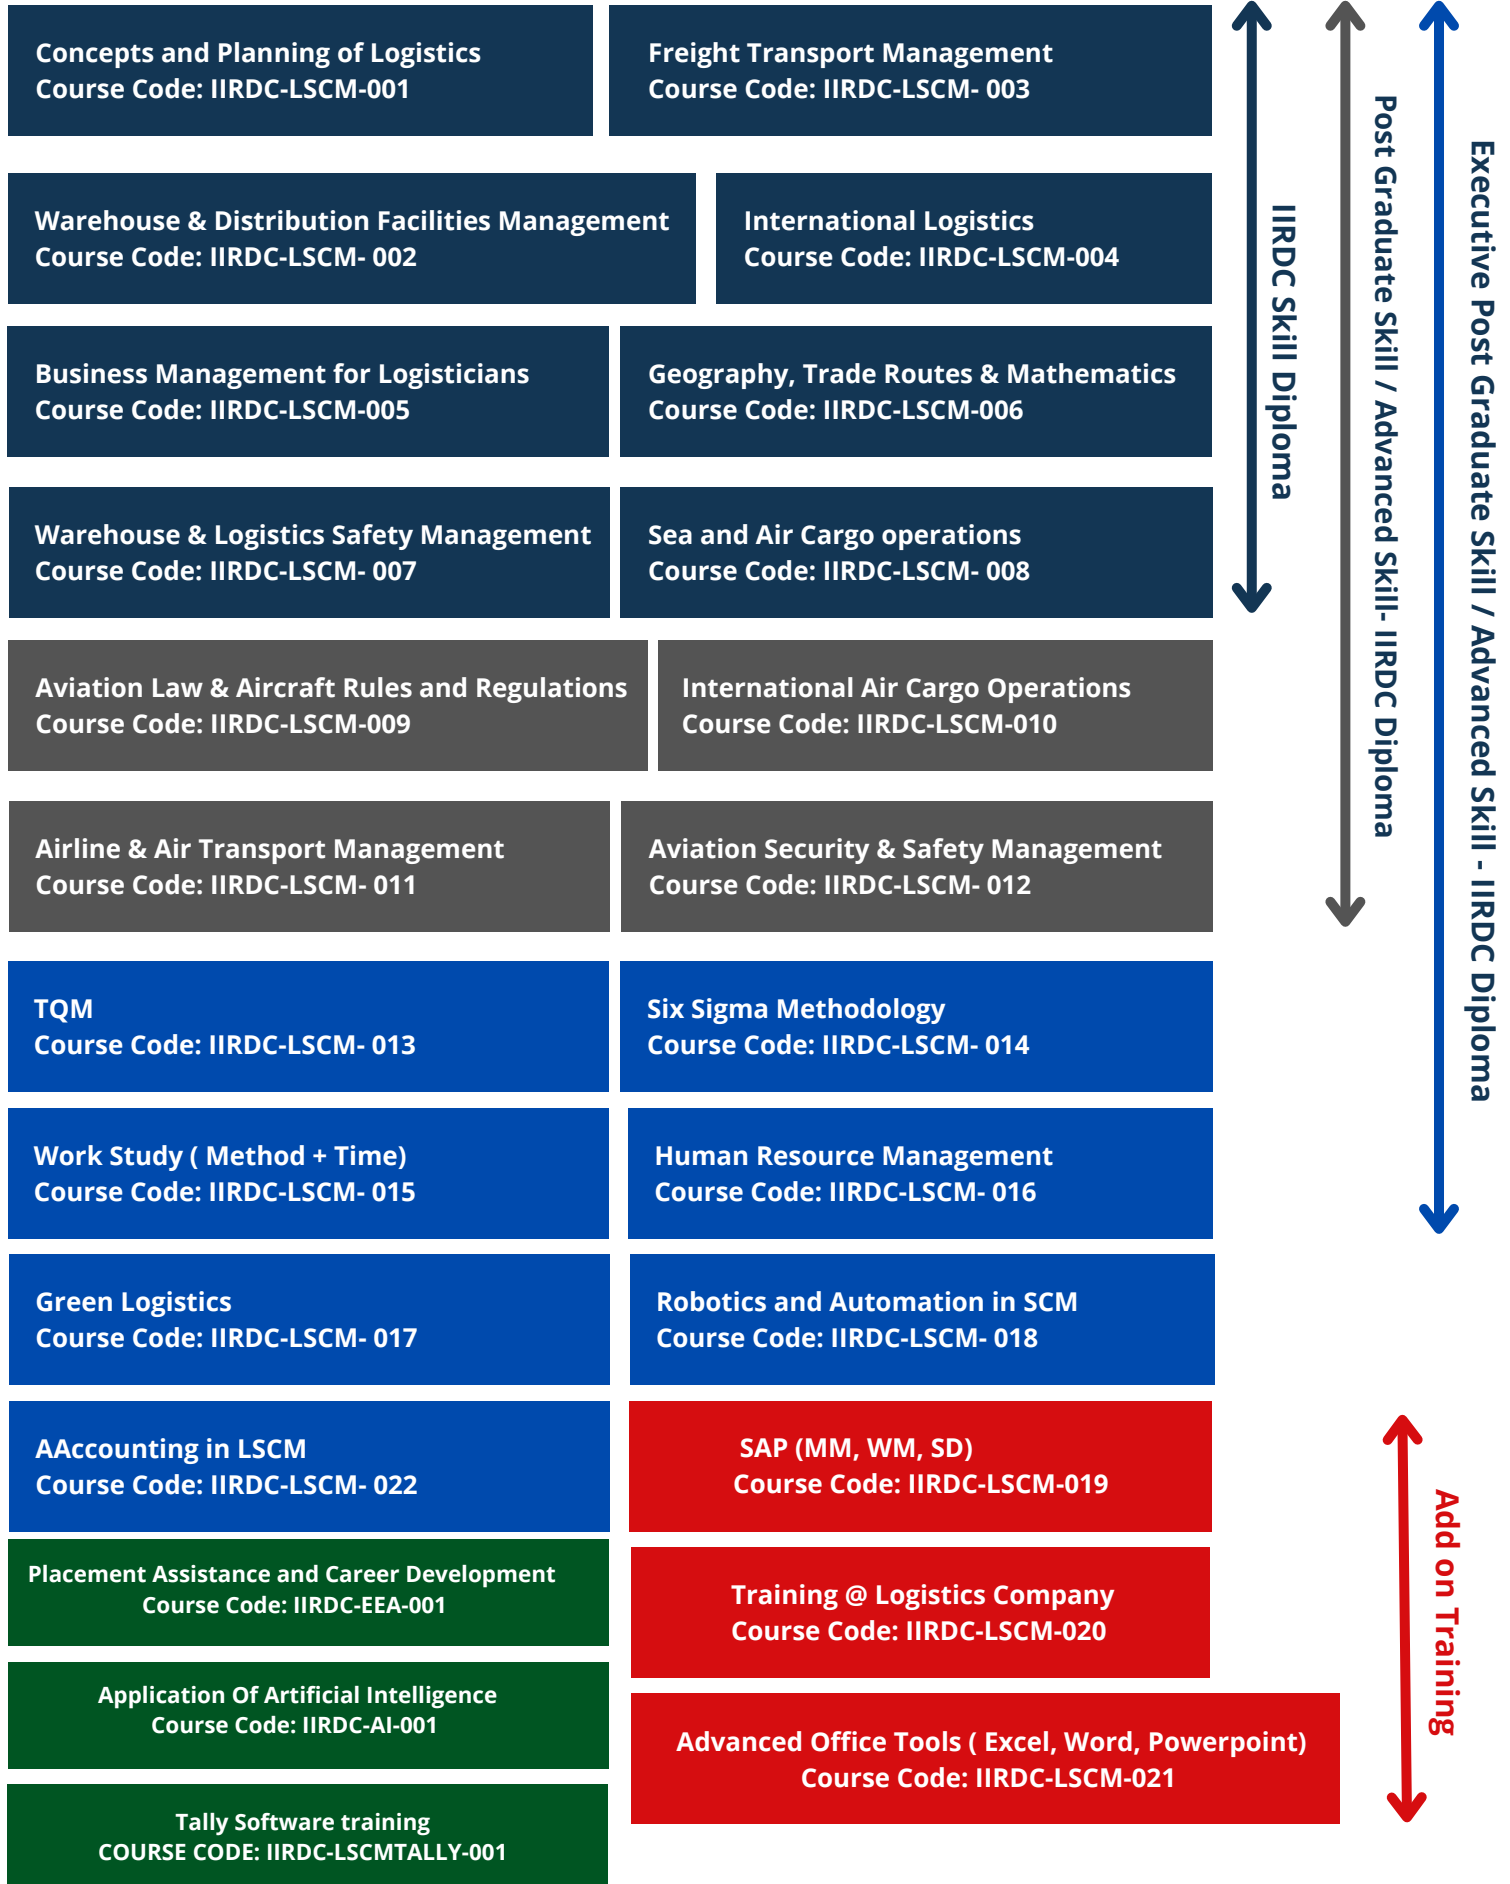 Concepts and Planning of Logistics
Course Code: IIRDC-LSCM-001
Freight Transport Management
Course Code: IIRDC-LSCM- 003
Warehouse & Distribution Facilities Management
Course Code: IIRDC-LSCM- 002
International Logistics
Course Code: IIRDC-LSCM-004
Business Management for Logisticians
Course Code: IIRDC-LSCM-005
Geography, Trade Routes & Mathematics
Course Code: IIRDC-LSCM-006
Warehouse & Logistics Safety Management
Course Code: IIRDC-LSCM- 007
Sea and Air Cargo operations
Course Code: IIRDC-LSCM- 008
Aviation Law & Aircraft Rules and Regulations
Course Code: IIRDC-LSCM-009
International Air Cargo Operations
Course Code: IIRDC-LSCM-010
Airline & Air Transport Management
Course Code: IIRDC-LSCM- 011
Aviation Security & Safety Management
Course Code: IIRDC-LSCM- 012
TQM
Course Code: IIRDC-LSCM- 013
Six Sigma Methodology
Course Code: IIRDC-LSCM- 014
Work Study ( Method + Time)
Course Code: IIRDC-LSCM- 015
Human Resource Management
Course Code: IIRDC-LSCM- 016
Green Logistics
Course Code: IIRDC-LSCM- 017
Robotics and Automation in SCM
Course Code: IIRDC-LSCM- 018
AAccounting in LSCM
Course Code: IIRDC-LSCM- 022
SAP (MM, WM, SD)
Course Code: IIRDC-LSCM-019
Placement Assistance and Career Development
Course Code: IIRDC-EEA-001
Training @ Logistics Company
Course Code: IIRDC-LSCM-020
Application Of Artificial Intelligence
Course Code: IIRDC-AI-001
Advanced Office Tools ( Excel, Word, Powerpoint)
Course Code: IIRDC-LSCM-021
Tally Software training
COURSE CODE: IIRDC-LSCMTALLY-001
IIRDC Skill Diploma
Post Graduate Skill / Advanced Skill- IIRDC Diploma
Executive Post Graduate Skill / Advanced Skill - IIRDC Diploma
Add on Training